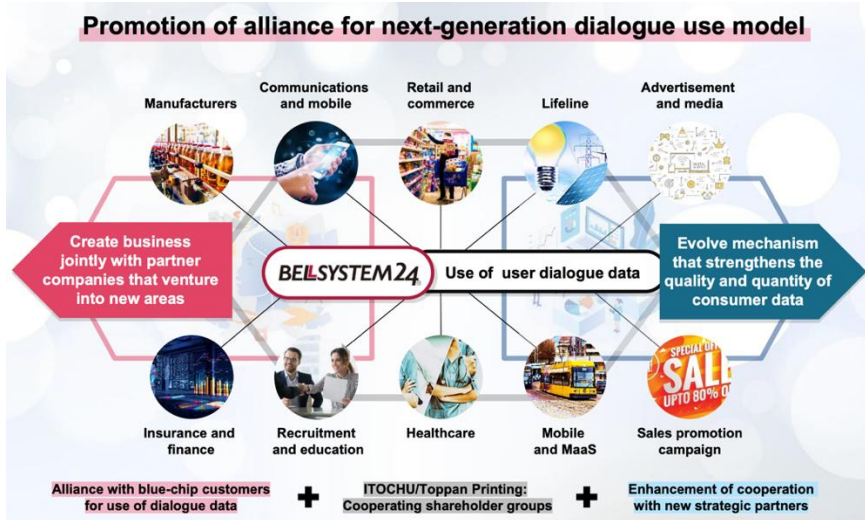 Promotion of alliance for next-generation dialogue use model
Manufacturers
Communications
and mobile
Retail and
commerce
Lifeline
Advertisement
and media
Create business
jointly with partner
companies that venture
into new areas
BELLSYSTEM24
Use of user dialogue data
Evolve mechanism
that strengthens the
quality and quantity of
consumer data
SPECIAL OFF
SALE
UPTO 80% O
Insurance and
finance
Recruitment
and education
Healthcare
Mobile
and MaaS
Sales promotion
campaign
Alliance with blue-chip customers
for use of dialogue data
+
ITOCHU/Toppan Printing:
Cooperating shareholder groups
+
Enhancement of cooperation
with new strategic partners